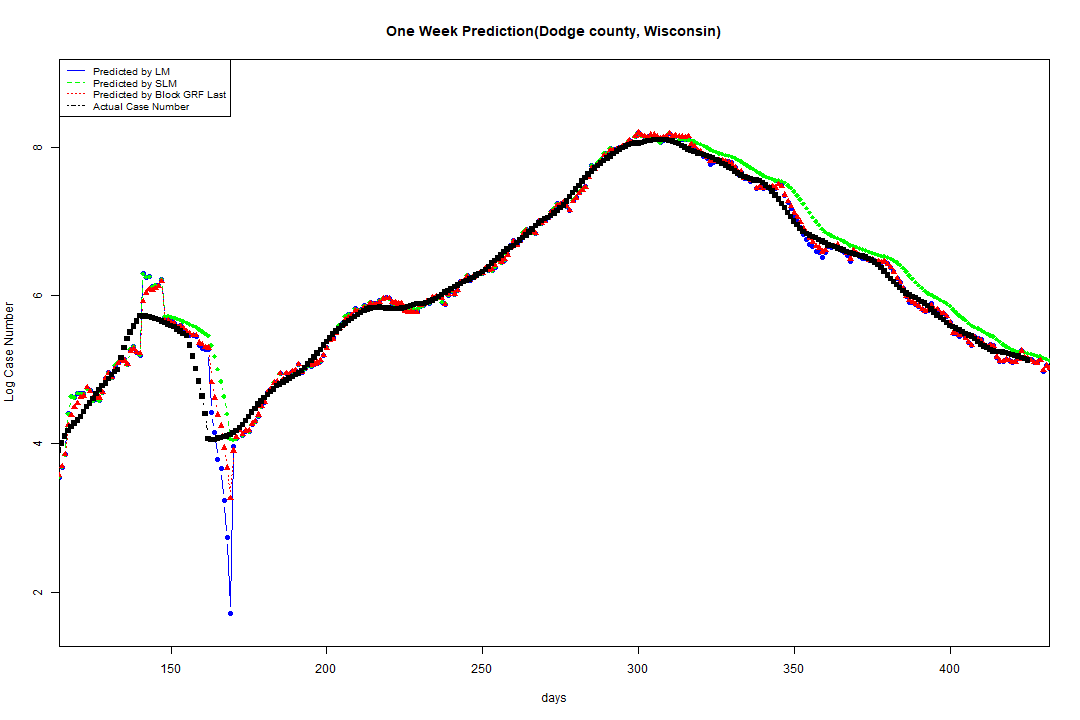 One Week Prediction(Dodge county, Wisconsin)
Predicted by LM
Predicted by SLM
Predicted by Block GRF Last
Actual Case Number
Log Case Number
8
6
4
2
150 200 250 300 350 400
days